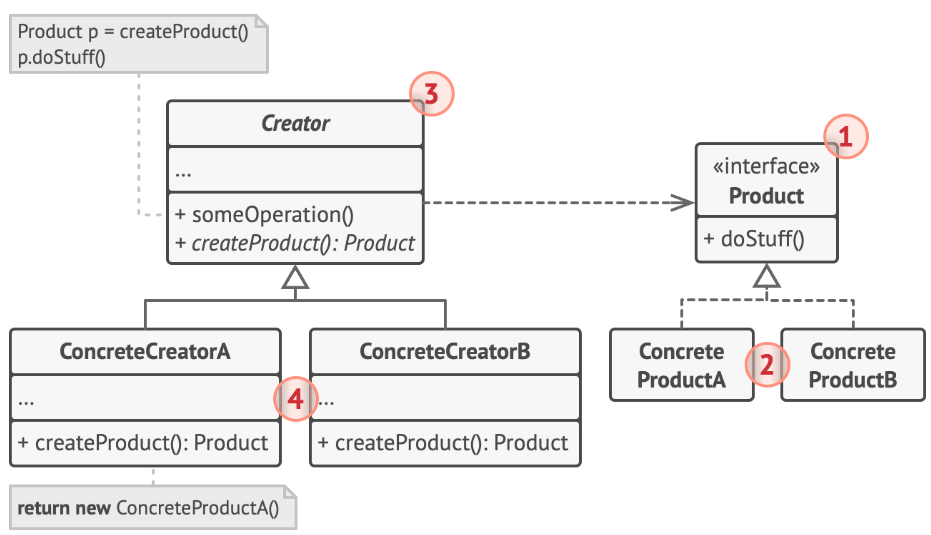 Product p = createProduct()
p.doStuff()
3
Creator
...
+ someOperation()
+ createProduct(): Product
1
«interface»
Product
+ doStuff()
ConcreteCreatorA
...
+ createProduct(): Product
4
ConcreteCreatorB
...
+ createProduct(): Product
Concrete
ProductA
2
Concrete
ProductB
return new ConcreteProductA()